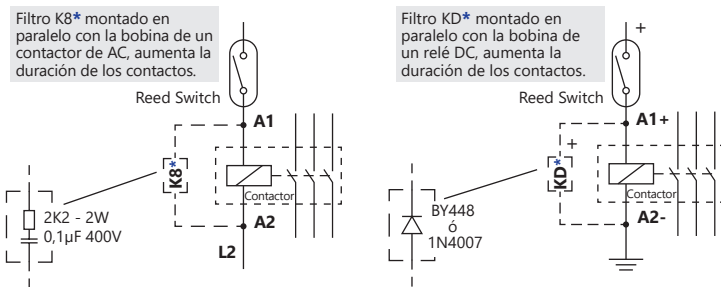 Filtro K8* montado en
paralelo con la bobina de un
contactor de AC, aumenta la
duración de los contactos.
Reed Switch
A1
K8*
Contactor
2K2 - 2W
0,1µF 400V
A2
L2
Filtro KD* montado en
paralelo con la bobina de
un relé DC, aumenta la
duración de los contactos.
+
Reed Switch
A1+
+
KD*
Contactor
BY448
ó
1N4007
A2-